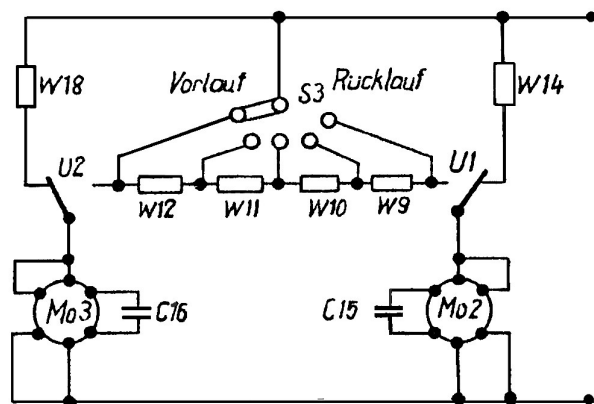 W18
Vorlauf
S3
Rücklauf
W14
U2
U1
W12
W11
W10
W9
Mo3
C16
C15
Mo2